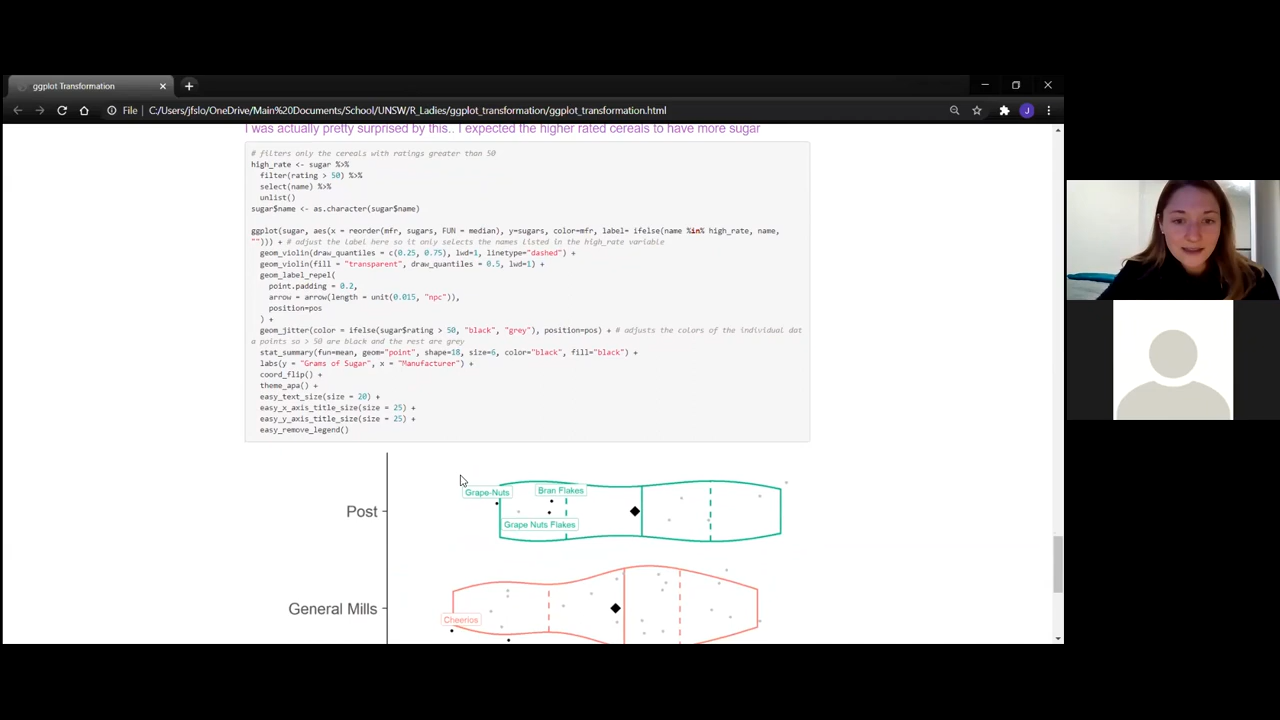 ggplot Transformation
File
C:/Users/jfslo/OneDrive/Main%20Documents/School/UNSW/R_Ladies/ggplot_transformation/ggplot_transformation.html
J
I was actually pretty surprised by this.. I expected the higher rated cereals to have more sugar
# filters only the cereals with ratings greater than 50
high_rate <- sugar %>%
filter(rating > 50) %>%
select(name) %>%
unlist()
sugar$name <- as.character(sugar$name)
ggplot(sugar, aes(x = reorder(mfr, sugars, FUN = median), y=sugars, color=mfr, label= ifelse(name %in% high_rate, name,
""))) + # adjust the label here so it only selects the names listed in the high_rate variable
geom_violin(draw_quantiles = c(0.25, 0.75), lwd=1, linetype="dashed") +
geom_violin(fill = "transparent", draw_quantiles = 0.5, lwd=1) +
geom_label_repel(
point.padding = 0.2,
arrow = arrow(length = unit(0.015, "npc")),
position=pos
) +
geom_jitter(color = ifelse(sugar$rating > 50, "black", "grey"), position=pos) + # adjusts the colors of the individual dat
a points so > 50 are black and the rest are grey
stat_summary(fun=mean, geom="point", shape=18, size=6, color="black", fill="black") +
labs(y = "Grams of Sugar", x = "Manufacturer") +
coord_flip() +
theme_apa() +
easy_text_size(size = 20) +
easy_x_axis_title_size(size = 25) +
easy_y_axis_title_size(size = 25) +
easy_remove_legend()
Grape-Nuts
Bran Flakes
Post
Grape Nuts Flakes
General Mills
Cheerios